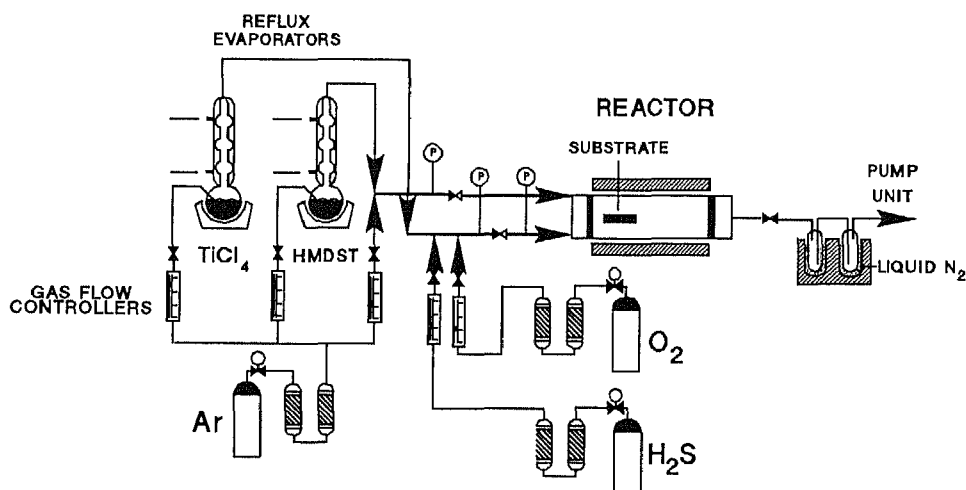 REFLUX
EVAPORATORS
REACTOR
P
P
P
SUBSTRATE
PUMP
UNIT
TiCl4
HMDST
LIQUID N2
GAS FLOW
CONTROLLERS
O2
Ar
H2S